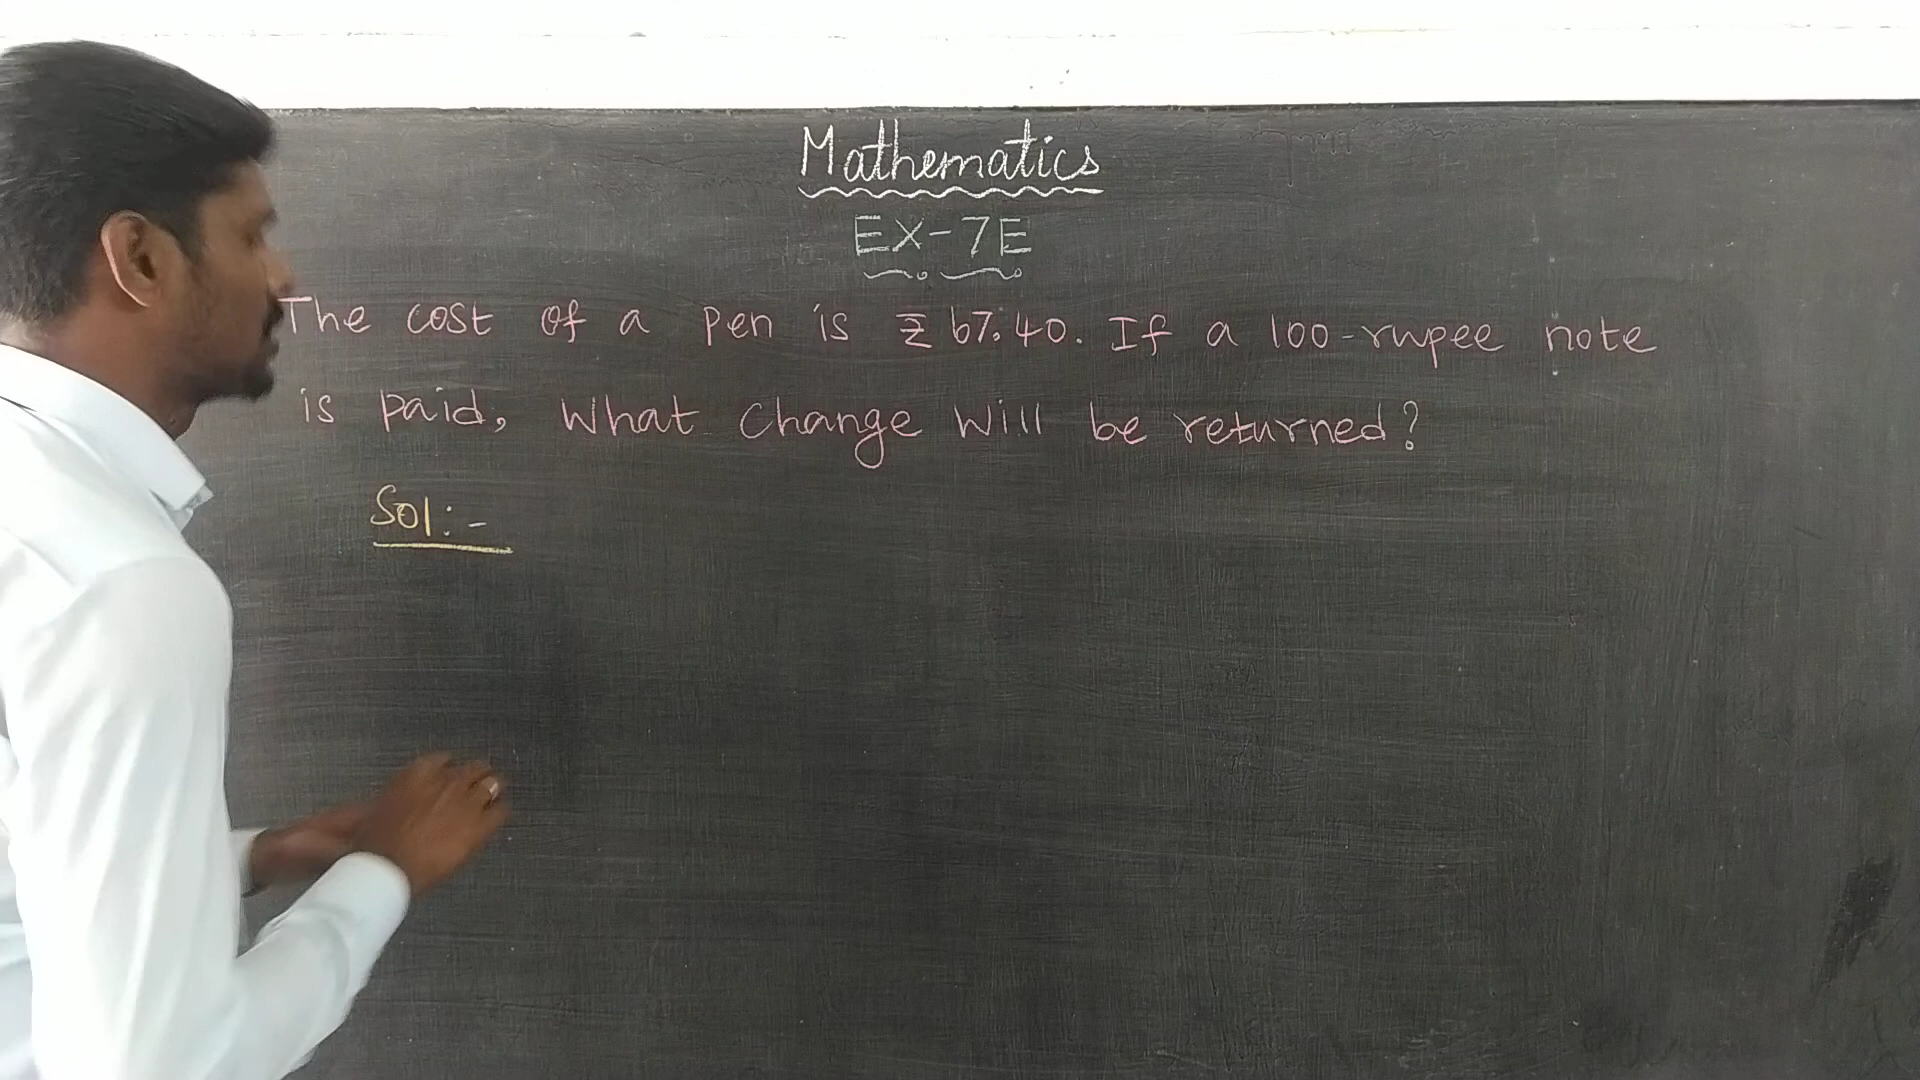 Mathematics
EX-7E
The cost of a pen is ₹67.40. If a 100-rupee note
is paid, What Change Will be returned?
Sol:-